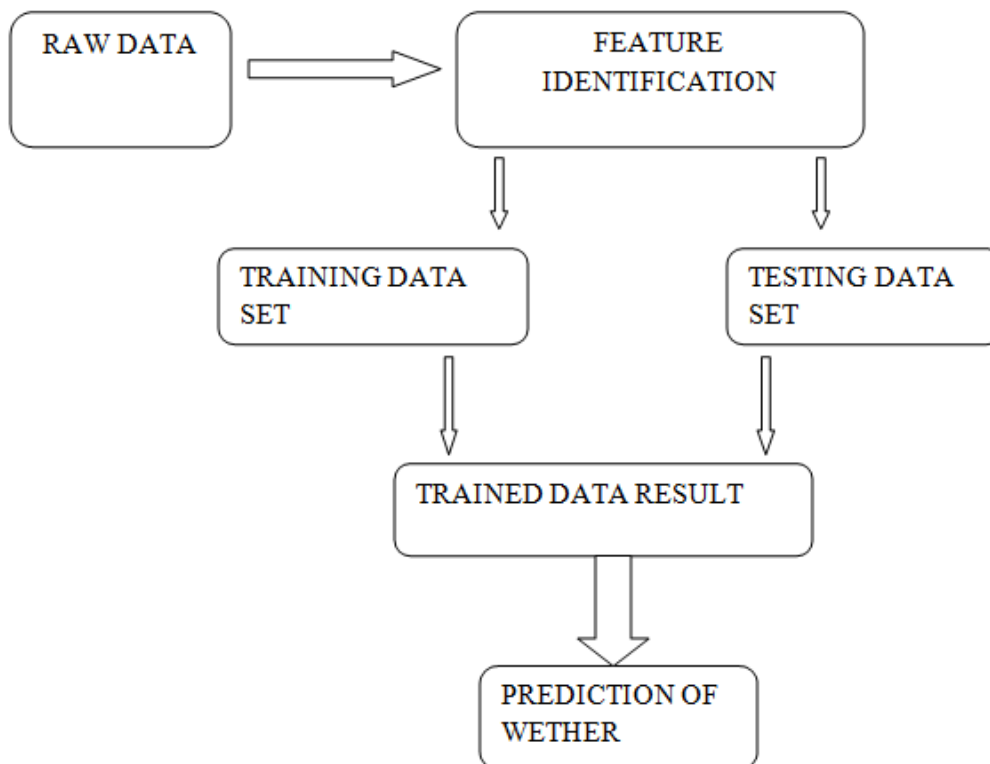 RAW DATA
FEATURE
IDENTIFICATION
TRAINING DATA
SET
TESTING DATA
SET
TRAINED DATA RESULT
PREDICTION OF
WETHER